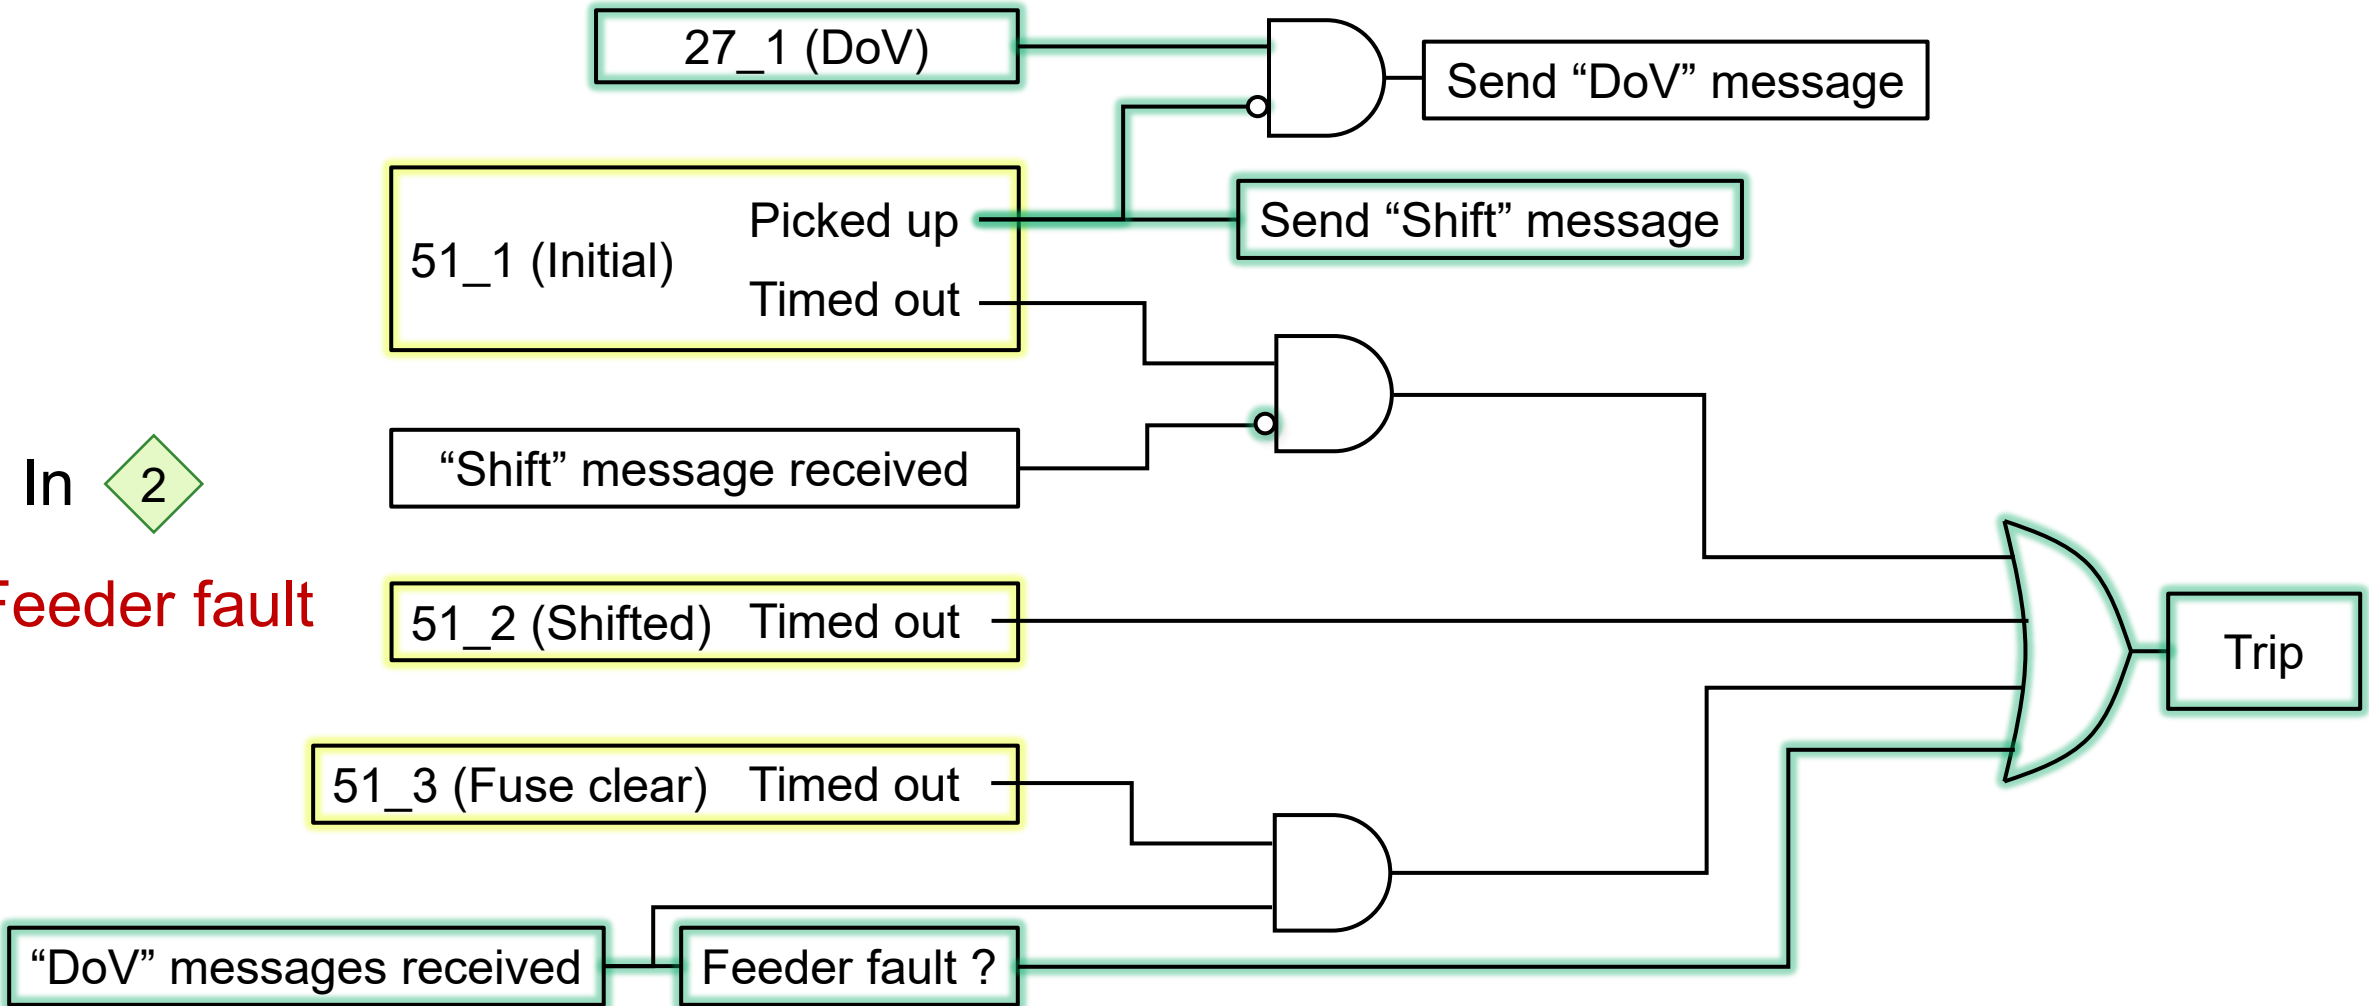 27_1 (DoV)
Send “DoV” message
51_1 (Initial)
Picked up
Timed out
Send “Shift” message
“Shift” message received
In 2
Feeder fault
51_2 (Shifted) Timed out
Trip
51_3 (Fuse clear) Timed out
“DoV” messages received
Feeder fault ?